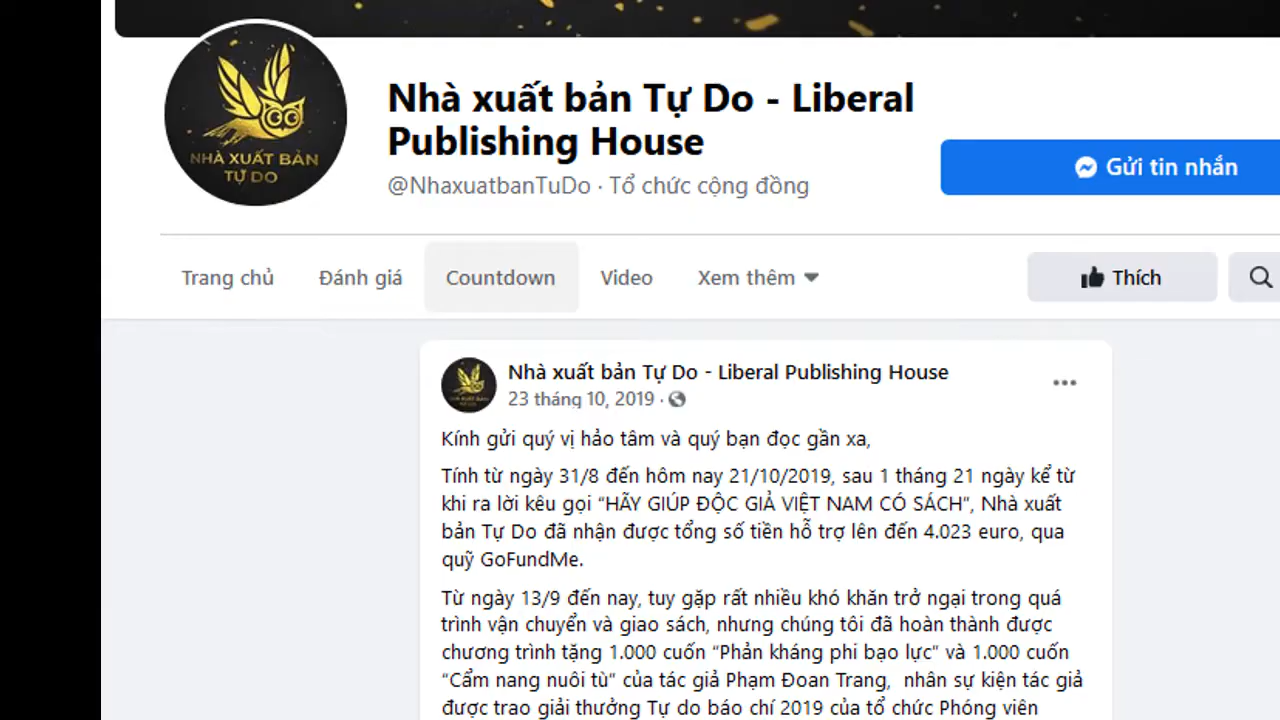 NHÀ XUẤT BẢN
TỰ DO
Nhà xuất bản Tự Do - Liberal
Publishing House
@NhaxuatbanTuDo · Tổ chức cộng đồng
Gửi tin nhắn
Trang chủ
Đánh giá
Countdown
Video
Xem thêm
Thích
Nhà xuất bản Tự Do - Liberal Publishing House
23 tháng 10, 2019 ·
Kính gửi quý vị hảo tâm và quý bạn đọc gần xa,
Tính từ ngày 31/8 đến hôm nay 21/10/2019, sau 1 tháng 21 ngày kể từ
khi ra lời kêu gọi “HÃY GIÚP ĐỘC GIẢ VIỆT NAM CÓ SÁCH”, Nhà xuất
bản Tự Do đã nhận được tổng số tiền hỗ trợ lên đến 4.023 euro, qua
quỹ GoFundMe.
Từ ngày 13/9 đến nay, tuy gặp rất nhiều khó khăn trở ngại trong quá
trình vận chuyển và giao sách, nhưng chúng tôi đã hoàn thành được
chương trình tặng 1.000 cuốn “Phản kháng phi bạo lực” và 1.000 cuốn
“Cẩm nang nuôi tù” của tác giả Phạm Đoan Trang, nhân sự kiện tác giả
được trao giải thưởng Tự do báo chí 2019 của tổ chức Phóng viên